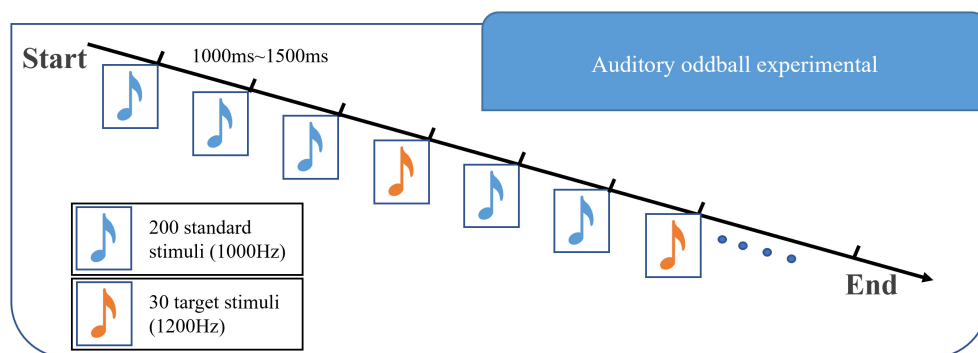 Start
1000ms~1500ms
Auditory oddball experimental
200 standard
stimuli (1000Hz)
30 target stimuli
(1200Hz)
End